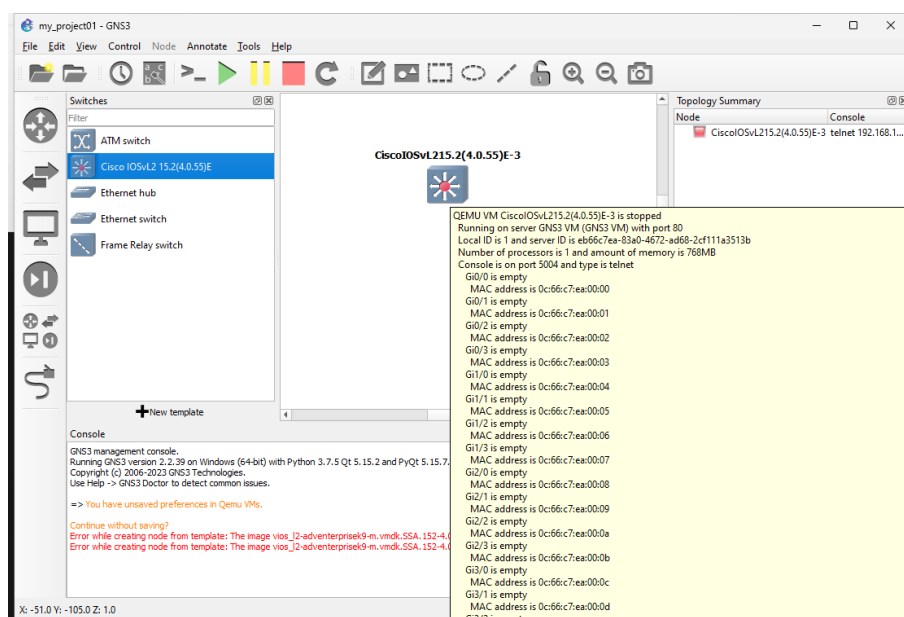 my_project01 - GNS3
File Edit View Control Node Annotate Tools Help
Switches
Filter
ATM switch
Cisco IOSvL2 15.2(4.0.55)E
Ethernet hub
Ethernet switch
Frame Relay switch
New template
CiscoIOSvL215.2(4.0.55)E-3
Topology Summary
Node Console
CiscoIOSvL215.2(4.0.55)E-3 telnet 192.168.1...
QEMU VM CiscoIOSvL215.2(4.0.55)E-3 is stopped
Running on server GNS3 VM (GNS3 VM) with port 80
Local ID is 1 and server ID is eb66c7ea-83a0-4672-ad68-2cf111a3513b
Number of processors is 1 and amount of memory is 768MB
Console is on port 5004 and type is telnet
Gi0/0 is empty
MAC address is 0c:66:c7:ea:00:00
Gi0/1 is empty
MAC address is 0c:66:c7:ea:00:01
Gi0/2 is empty
MAC address is 0c:66:c7:ea:00:02
Gi0/3 is empty
MAC address is 0c:66:c7:ea:00:03
Gi1/0 is empty
MAC address is 0c:66:c7:ea:00:04
Gi1/1 is empty
MAC address is 0c:66:c7:ea:00:05
Gi1/2 is empty
MAC address is 0c:66:c7:ea:00:06
Gi1/3 is empty
MAC address is 0c:66:c7:ea:00:07
Gi2/0 is empty
MAC address is 0c:66:c7:ea:00:08
Gi2/1 is empty
MAC address is 0c:66:c7:ea:00:09
Gi2/2 is empty
MAC address is 0c:66:c7:ea:00:0a
Gi2/3 is empty
MAC address is 0c:66:c7:ea:00:0b
Gi3/0 is empty
MAC address is 0c:66:c7:ea:00:0c
Gi3/1 is empty
MAC address is 0c:66:c7:ea:00:0d
Console
GNS3 management console.
Running GNS3 version 2.2.39 on Windows (64-bit) with Python 3.7.5 Qt 5.15.2 and PyQt 5.15.7.
Copyright (c) 2006-2023 GNS3 Technologies.
Use Help -> GNS3 Doctor to detect common issues.
=> You have unsaved preferences in Qemu VMs.
Continue without saving?
Error while creating node from template: The image vios_l2-adventerprisek9-m.vmdk.SSA.152-4.0
Error while creating node from template: The image vios_l2-adventerprisek9-m.vmdk.SSA.152-4.0
X: -51.0 Y: -105.0 Z: 1.0